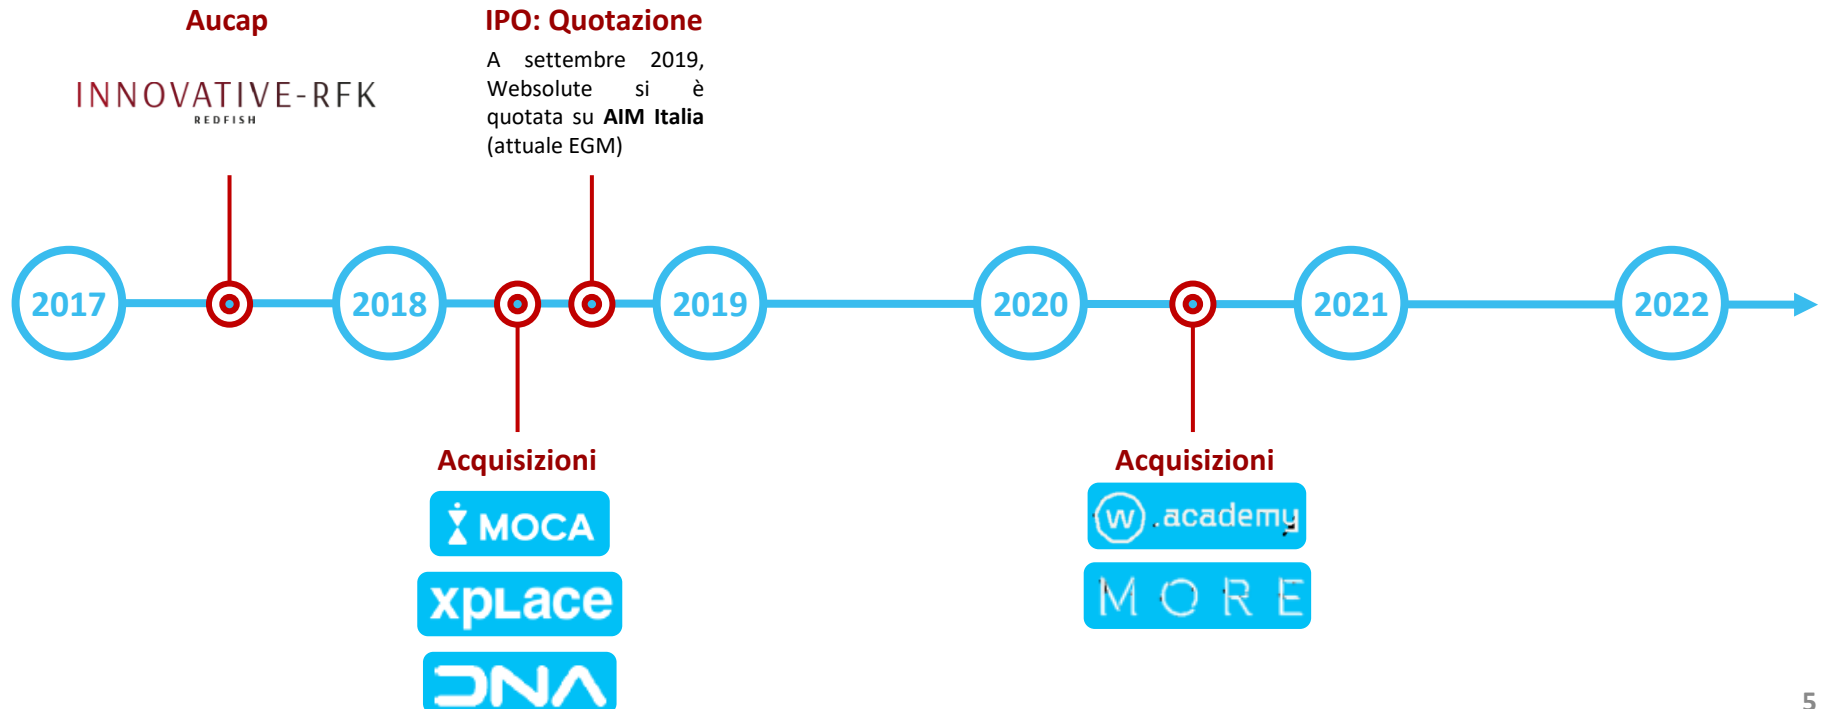 Aucap
INNOVATIVE-RFK
REDFISH
IPO: Quotazione
A settembre 2019,
Websolute si è
quotata su AIM Italia
(attuale EGM)
2017
2018
2019
2020
2021
2022
Acquisizioni
MOCA
xpLace
DNA
Acquisizioni
w.academy
MORE
5